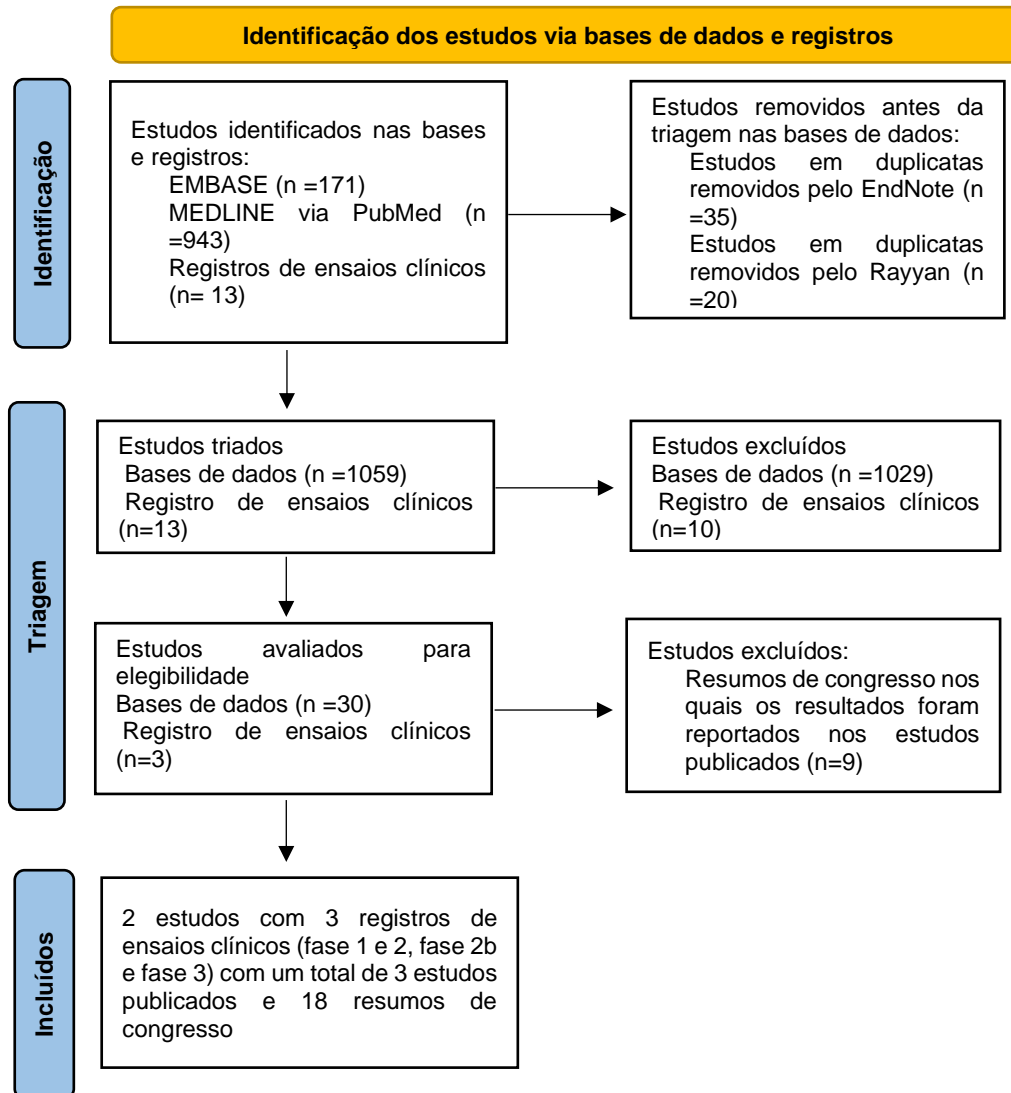 Identificação dos estudos via bases de dados e registros
Identificação
Estudos identificados nas bases
e registros:
EMBASE (n =171)
MEDLINE via PubMed (n
=943)
Registros de ensaios clínicos
(n= 13)
Estudos removidos antes da
triagem nas bases de dados:
Estudos em duplicatas
removidos pelo EndNote (n
=35)
Estudos em duplicatas
removidos pelo Rayyan (n
=20)
Triagem
Estudos triados
Bases de dados (n =1059)
Registro de ensaios clínicos
(n=13)
Estudos excluídos
Bases de dados (n =1029)
Registro de ensaios clínicos
(n=10)
Estudos avaliados para
elegibilidade
Bases de dados (n =30)
Registro de ensaios clínicos
(n=3)
Estudos excluídos:
Resumos de congresso nos
quais os resultados foram
reportados nos estudos
publicados (n=9)
Incluídos
2 estudos com 3 registros de
ensaios clínicos (fase 1 e 2, fase 2b
e fase 3) com um total de 3 estudos
publicados e 18 resumos de
congresso